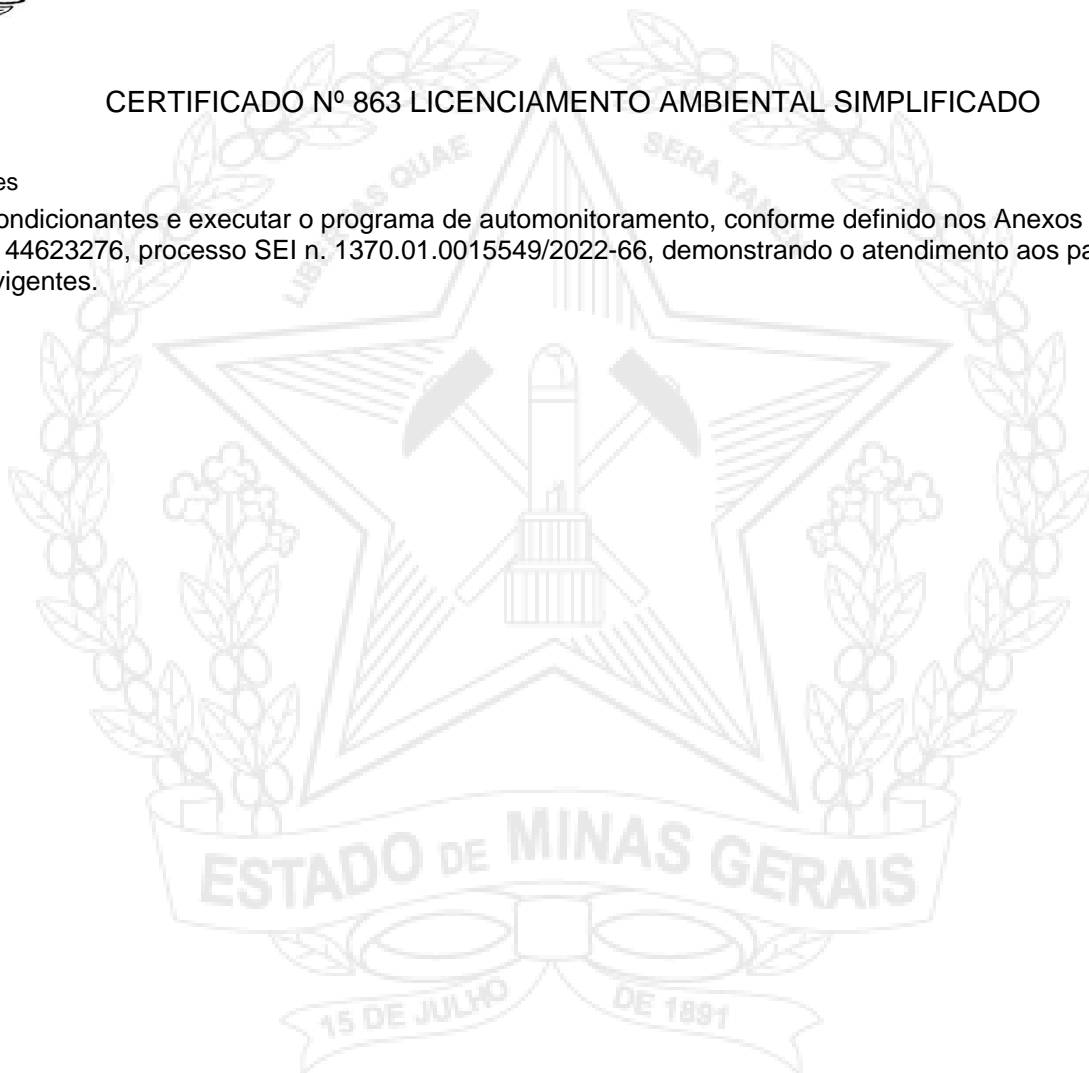 CERTIFICADO Nº 863 LICENCIAMENTO AMBIENTAL SIMPLIFICADO
es
ondicionantes e executar o programa de automonitoramento, conforme definido nos Anexos
44623276, processo SEI n. 1370.01.0015549/2022-66, demonstrando o atendimento aos pa
vigentes.
LIBERTAS QUAE SERA TAMEN
ESTADO DE MINAS GERAIS
15 DE JULHO DE 1891